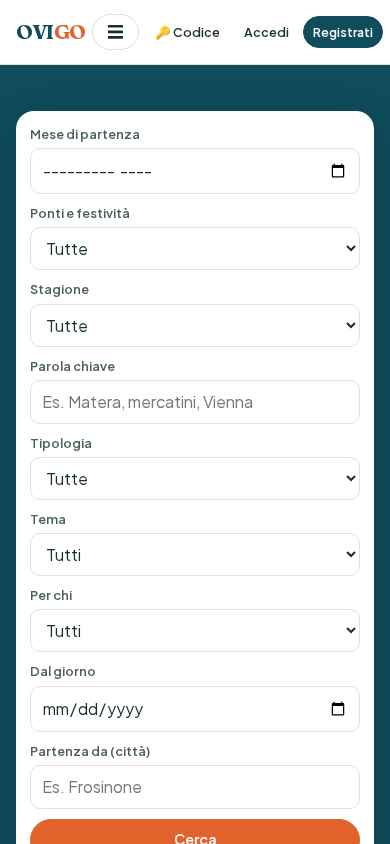 OVIGO ☰ 🔑 Codice Accedi Registrati
Mese di partenza
--------- ----
Ponti e festività
Tutte
Stagione
Tutte
Parola chiave
Es. Matera, mercatini, Vienna
Tipologia
Tutte
Tema
Tutti
Per chi
Tutti
Dal giorno
mm/dd/yyyy
Partenza da (città)
Es. Frosinone
Cerca